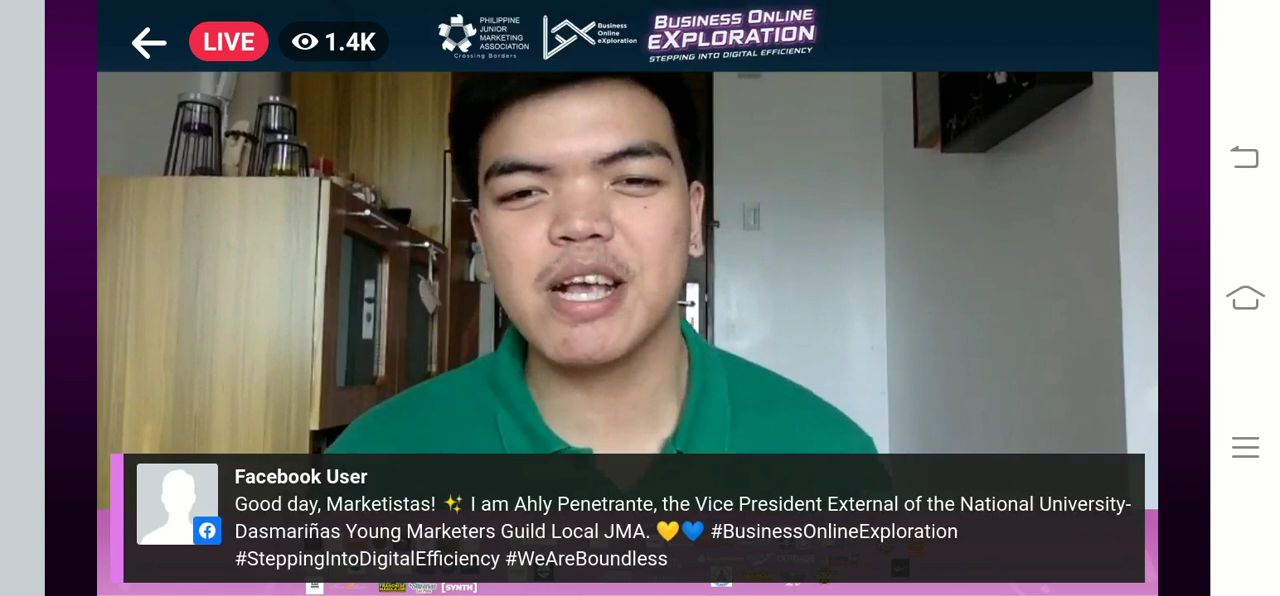 LIVE
1.4K
PHILIPPINE
JUNIOR
MARKETING
ASSOCIATION
Crossing Borders
Business
Online
eXploration
BUSINESS ONLINE
EXPLORATION
STEPPING INTO DIGITAL EFFICIENCY
Facebook User
Good day, Marketistas! ✨ I am Ahly Penetrante, the Vice President External of the National University-
Dasmariñas Young Marketers Guild Local JMA. 💛💙 #BusinessOnlineExploration
#SteppingIntoDigitalEfficiency #WeAreBoundless
[SYNTH]